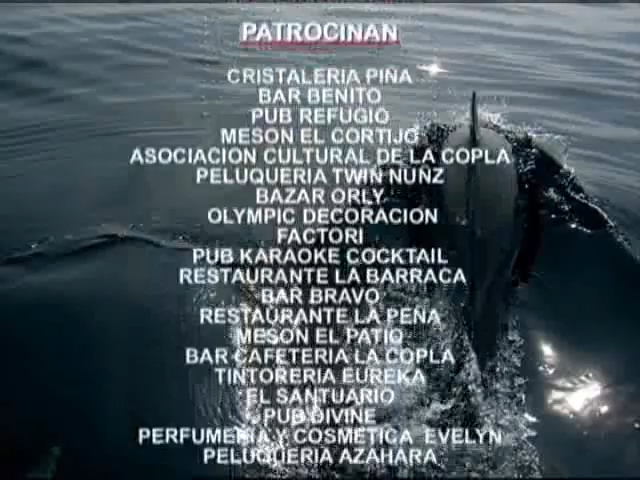 PATROCINAN
CRISTALERIA PIÑA
BAR BENITO
PUB REFUGIO
MESON EL CORTIJO
ASOCIACION CULTURAL DE LA COPLA
PELUQUERIA TWIN NUÑZ
BAZAR ORLY
OLYMPIC DECORACION
FACTORI
PUB KARAOKE COCKTAIL
RESTAURANTE LA BARRACA
BAR BRAVO
RESTAURANTE LA PEÑA
MESON EL PATIO
BAR CAFETERIA LA COPLA
TINTORERIA EUREKA
EL SANTUARIO
PUB DIVINE
PERFUMERIA Y COSMETICA EVELYN
PELUQUERIA AZAHARA